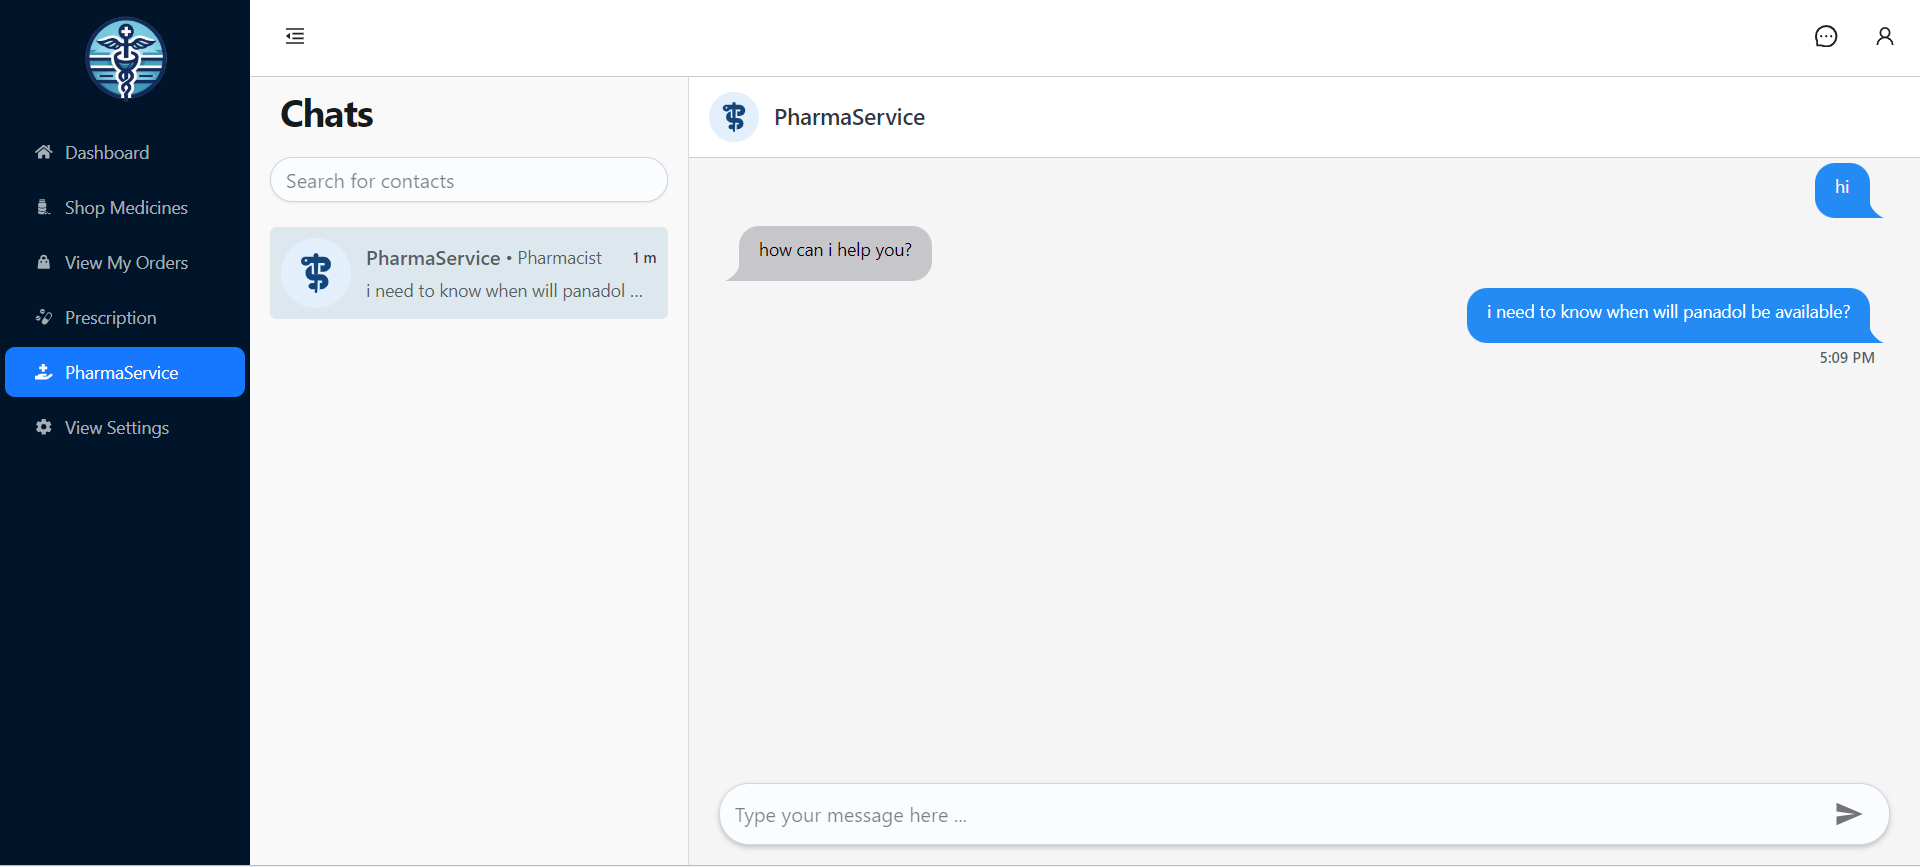 Dashboard
Shop Medicines
View My Orders
Prescription
PharmaService
View Settings
Chats
Search for contacts
PharmaService • Pharmacist 1 m
i need to know when will panadol ...
PharmaService
hi
how can i help you?
i need to know when will panadol be available?
5:09 PM
Type your message here ...